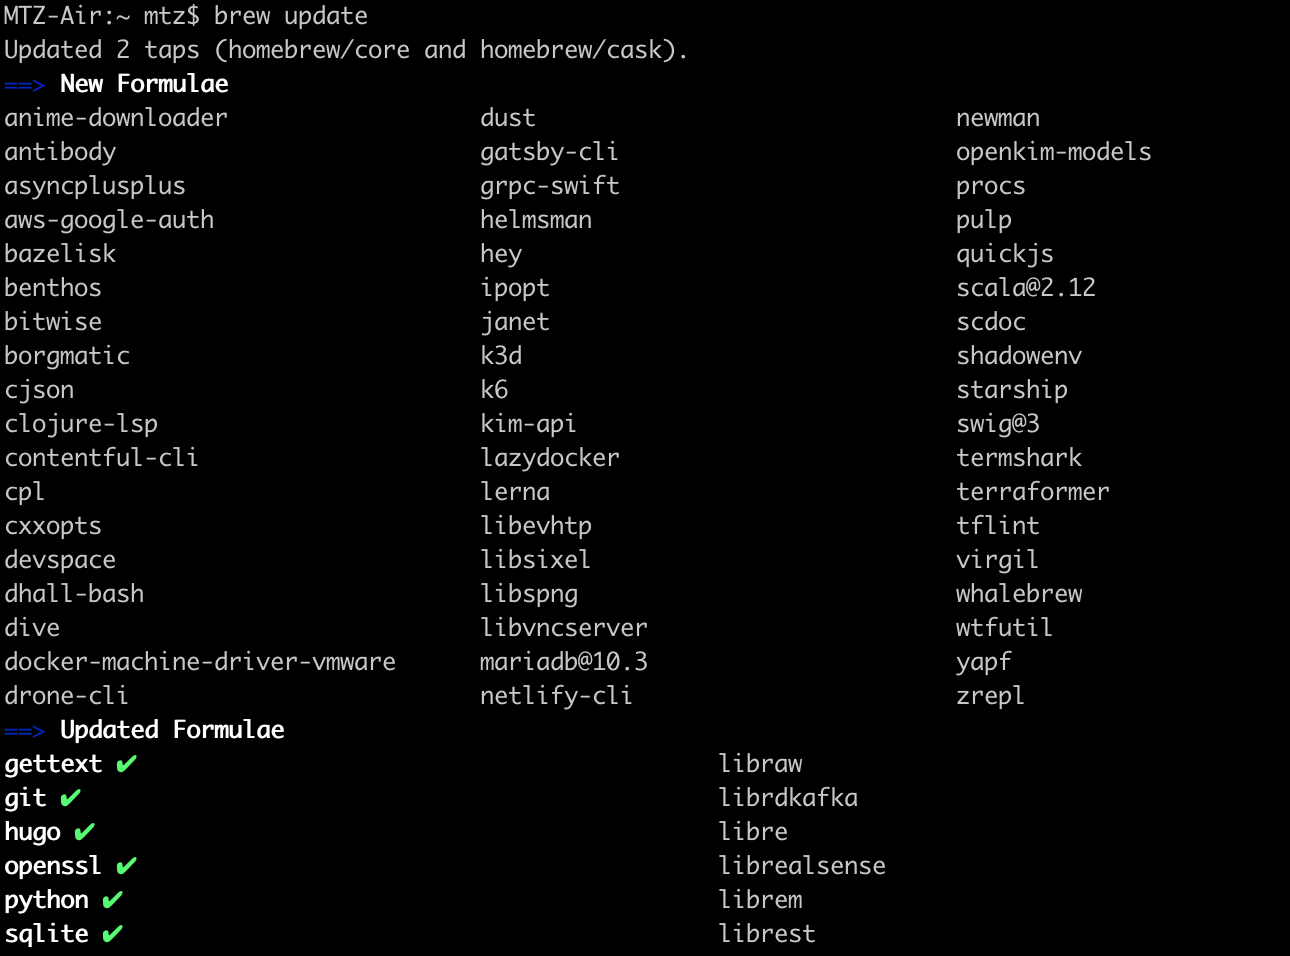 MTZ-Air:~ mtz$ brew update
Updated 2 taps (homebrew/core and homebrew/cask).
==> New Formulae
anime-downloader dust newman
antibody gatsby-cli openkim-models
asyncplusplus grpc-swift procs
aws-google-auth helmsman pulp
bazelisk hey quickjs
benthos ipopt scala@2.12
bitwise janet scdoc
borgmatic k3d shadowenv
cjson k6 starship
clojure-lsp kim-api swig@3
contentful-cli lazydocker termshark
cpl lerna terraformer
cxxopts libevhtp tflint
devspace libsixel virgil
dhall-bash libspng whalebrew
dive libvncserver wtfutil
docker-machine-driver-vmware mariadb@10.3 yapf
drone-cli netlify-cli zrepl
==> Updated Formulae
gettext ✔ libraw
git ✔ librdkafka
hugo ✔ libre
openssl ✔ librealsense
python ✔ librem
sqlite ✔ librest